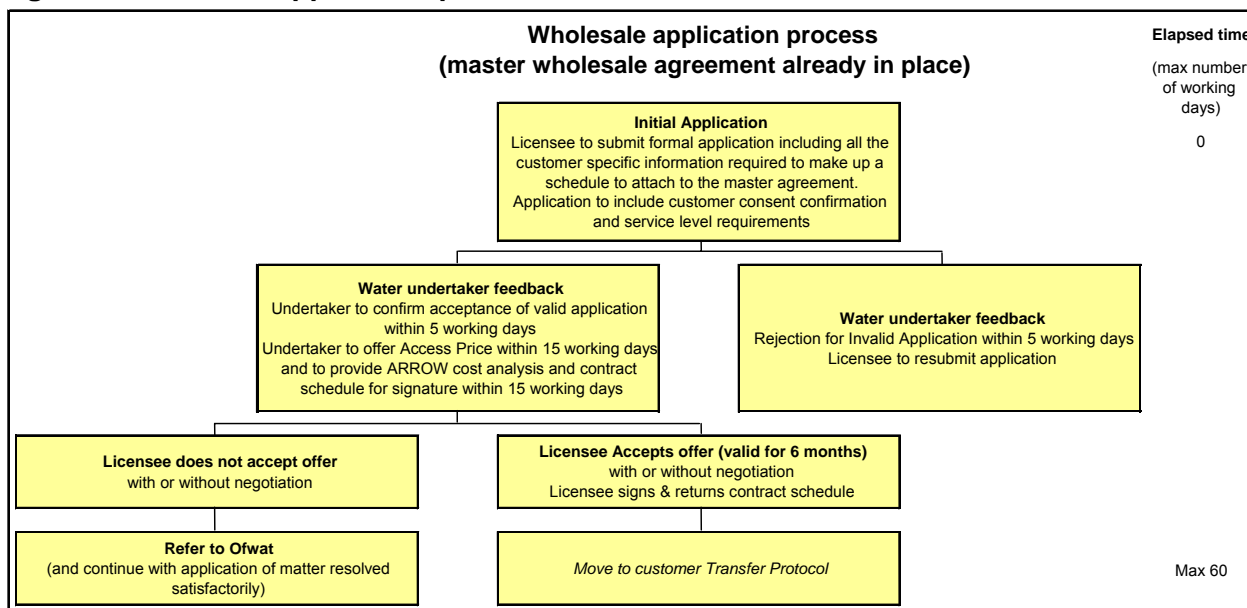 Wholesale application process
(master wholesale agreement already in place)
Elapsed time
(max number
of working
days)
0
Initial Application
Licensee to submit formal application including all the
customer specific information required to make up a
schedule to attach to the master agreement.
Application to include customer consent confirmation
and service level requirements
Water undertaker feedback
Undertaker to confirm acceptance of valid application
within 5 working days
Undertaker to offer Access Price within 15 working days
and to provide ARROW cost analysis and contract
schedule for signature within 15 working days
Water undertaker feedback
Rejection for Invalid Application within 5 working days
Licensee to resubmit application
Licensee does not accept offer
with or without negotiation
Licensee Accepts offer (valid for 6 months)
with or without negotiation
Licensee signs & returns contract schedule
Refer to Ofwat
(and continue with application of matter resolved
satisfactorily)
Move to customer Transfer Protocol
Max 60